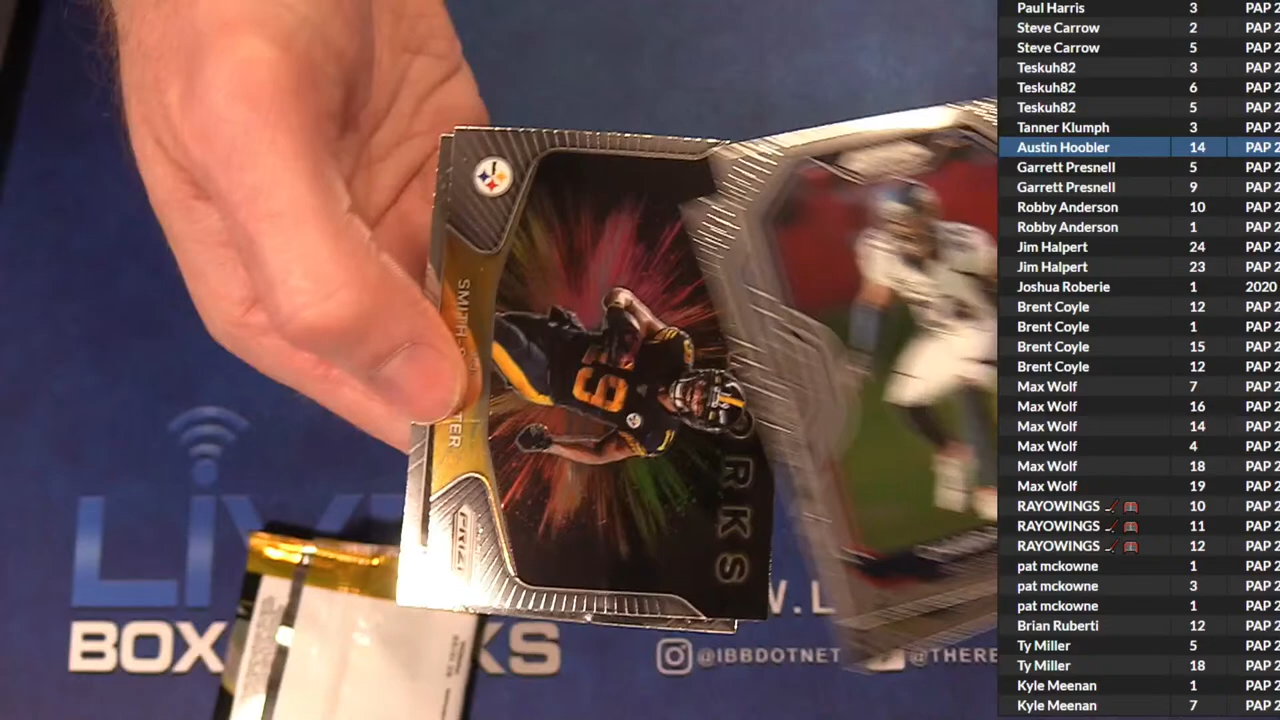 Paul Harris 3 PAP 2
Steve Carrow 2 PAP 2
Steve Carrow 5 PAP 2
Teskuh82 3 PAP 2
Teskuh82 6 PAP 2
Teskuh82 5 PAP 2
Tanner Klumph 3 PAP 2
Austin Hoobler 14 PAP 2
Garrett Presnell 5 PAP 2
Garrett Presnell 9 PAP 2
Robby Anderson 10 PAP 2
Robby Anderson 1 PAP 2
Jim Halpert 24 PAP 2
Jim Halpert 23 PAP 2
Joshua Roberie 1 2020
Brent Coyle 12 PAP 2
Brent Coyle 1 PAP 2
Brent Coyle 15 PAP 2
Brent Coyle 12 PAP 2
Max Wolf 7 PAP 2
Max Wolf 16 PAP 2
Max Wolf 14 PAP 2
Max Wolf 4 PAP 2
Max Wolf 18 PAP 2
Max Wolf 19 PAP 2
RAYOWINGS 10 PAP 2
RAYOWINGS 11 PAP 2
RAYOWINGS 12 PAP 2
pat mckowne 1 PAP 2
pat mckowne 3 PAP 2
pat mckowne 1 PAP 2
Brian Ruberti 12 PAP 2
Ty Miller 5 PAP 2
Ty Miller 18 PAP 2
Kyle Meenan 1 PAP 2
Kyle Meenan 7 PAP 2
SMITH-S TER
ORKS
PRIZM
19
LIV
BOX KS
W.L
@IBBDOTNET
@THERE